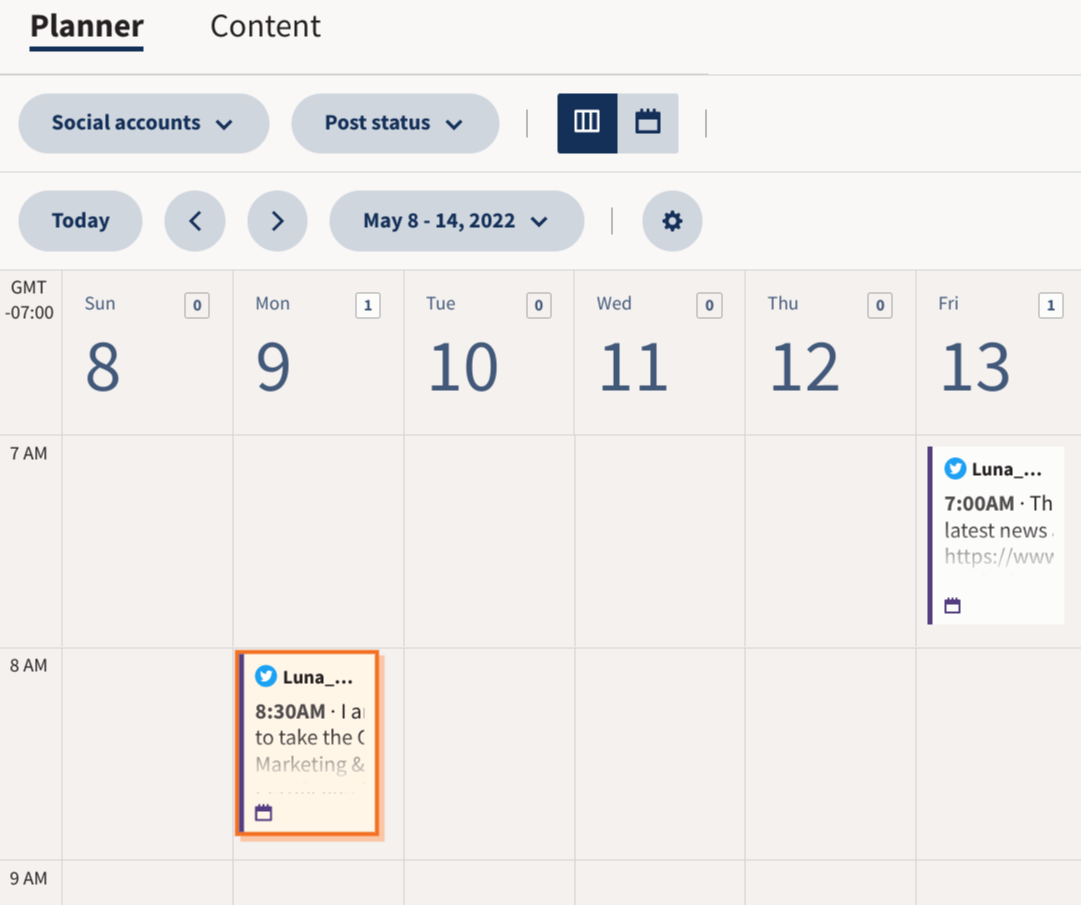 Planner Content
Social accounts Post status
Today May 8 - 14, 2022
GMT
-07:00
Sun 0 Mon 1 Tue 0 Wed 0 Thu 0 Fri 1
8 9 10 11 12 13
7 AM
Luna_...
7:00AM · Th
latest news
https://www
8 AM
Luna_...
8:30AM · I a
to take the
Marketing &
9 AM